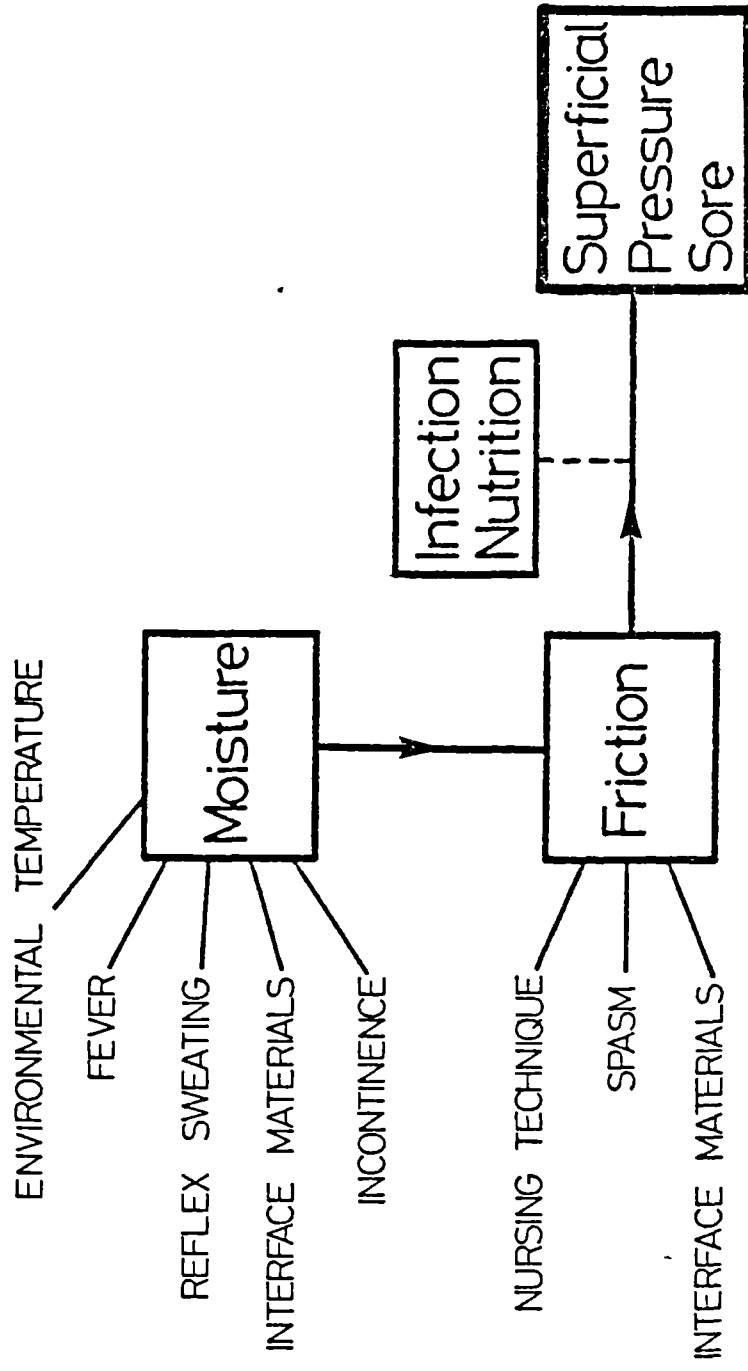 ENVIRONMENTAL TEMPERATURE
FEVER
REFLEX SWEATING
INTERFACE MATERIALS
INCONTINENCE
Moisture
NURSING TECHNIQUE
SPASM
INTERFACE MATERIALS
Friction
Infection
Nutrition
Superficial
Pressure
Sore